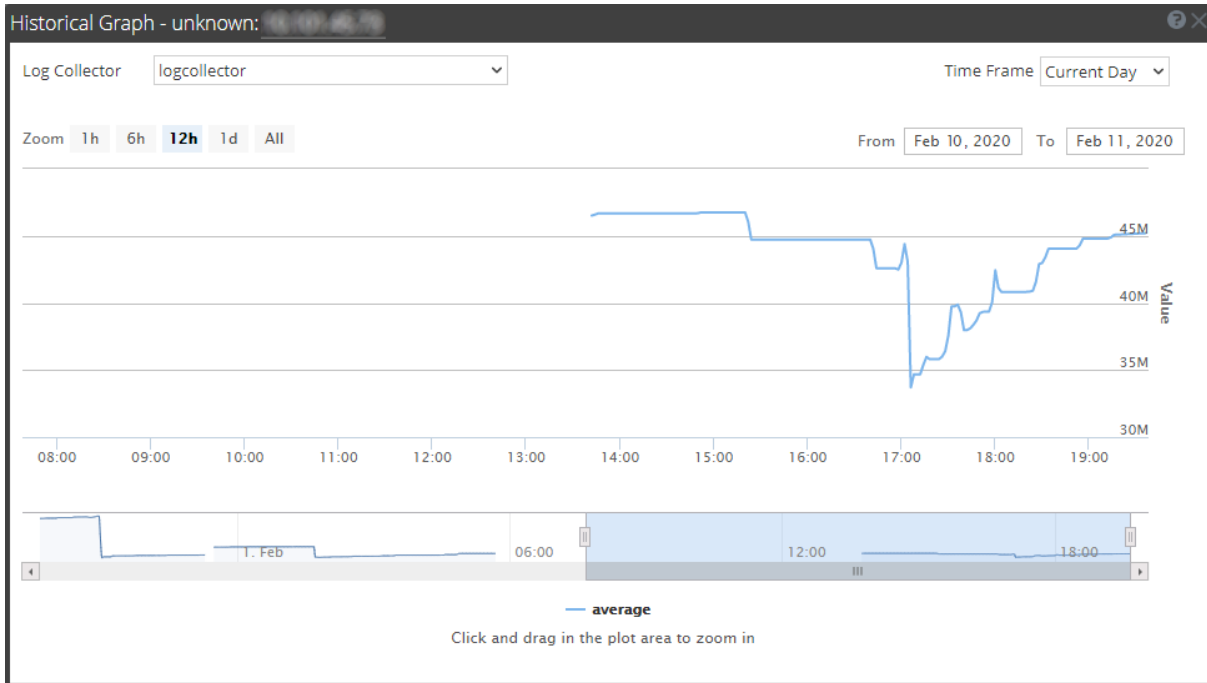 Historical Graph - unknown:
Log Collector logcollector Time Frame Current Day
Zoom 1h 6h 12h 1d All From Feb 10, 2020 To Feb 11, 2020
45M
40M
Value
35M
30M
08:00 09:00 10:00 11:00 12:00 13:00 14:00 15:00 16:00 17:00 18:00 19:00
1. Feb 06:00 12:00 18:00
average
Click and drag in the plot area to zoom in